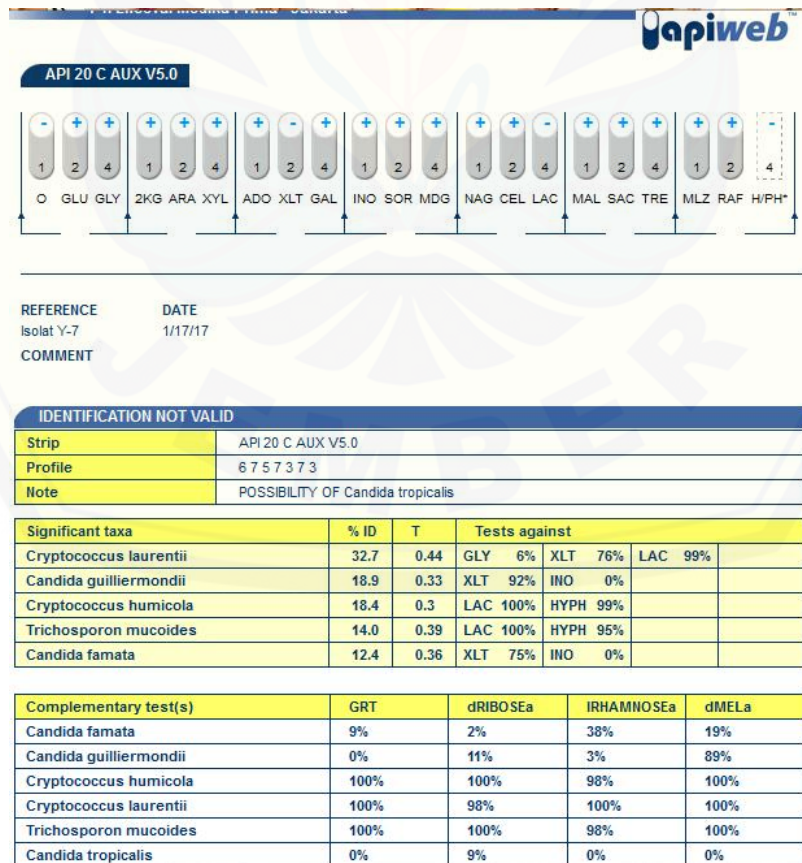 apiweb™
API 20 C AUX V5.0
- + + + + + + - + + + + + + - + + + + + -
1 2 4 1 2 4 1 2 4 1 2 4 1 2 4 1 2 4 1 2 4
O GLU GLY 2KG ARA XYL ADO XLT GAL INO SOR MDG NAG CEL LAC MAL SAC TRE MLZ RAF H/PH*
REFERENCE DATE
Isolat Y-7 1/17/17
COMMENT
IDENTIFICATION NOT VALID
Strip API 20 C AUX V5.0
Profile 6 7 5 7 3 7 3
Note POSSIBILITY OF Candida tropicalis
Significant taxa % ID T Tests against
Cryptococcus laurentii 32.7 0.44 GLY 6% XLT 76% LAC 99%
Candida guilliermondii 18.9 0.33 XLT 92% INO 0%
Cryptococcus humicola 18.4 0.3 LAC 100% HYPH 99%
Trichosporon mucoides 14.0 0.39 LAC 100% HYPH 95%
Candida famata 12.4 0.36 XLT 75% INO 0%
Complementary test(s) GRT dRIBOSEa lRHAMNOSEa dMELa
Candida famata 9% 2% 38% 19%
Candida guilliermondii 0% 11% 3% 89%
Cryptococcus humicola 100% 100% 98% 100%
Cryptococcus laurentii 100% 98% 100% 100%
Trichosporon mucoides 100% 100% 98% 100%
Candida tropicalis 0% 9% 0% 0%
JEMBER